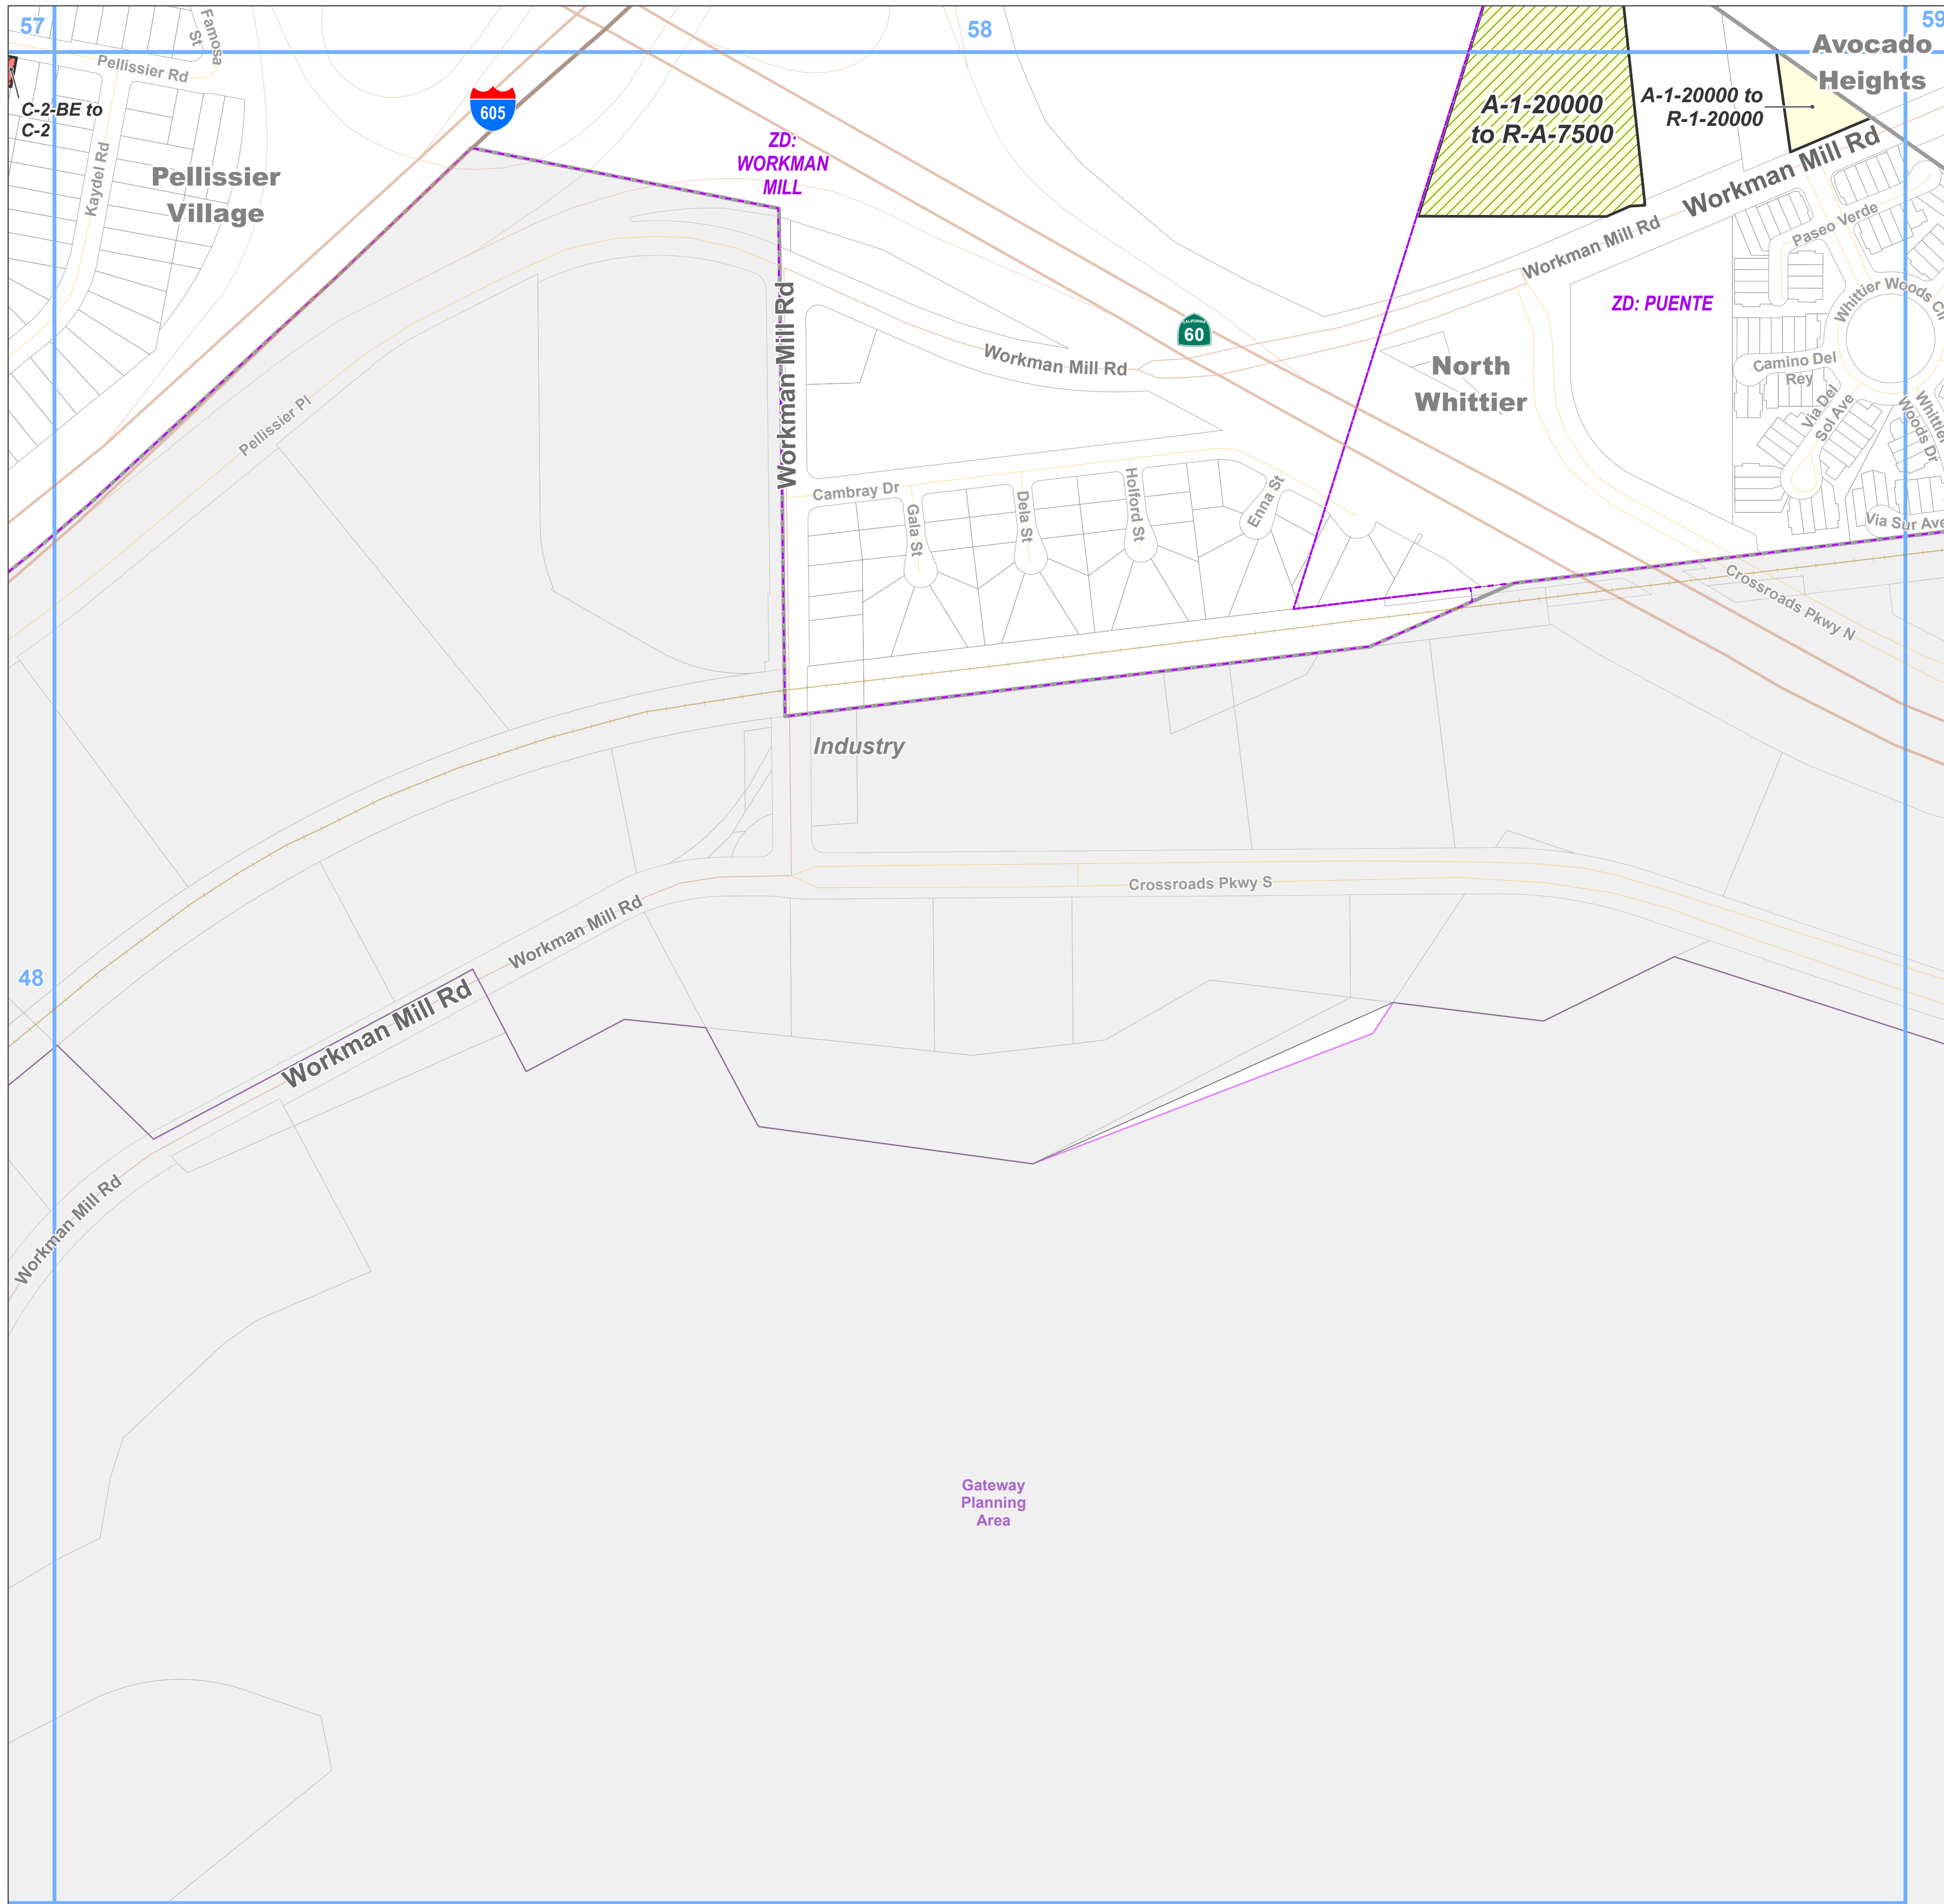 57
58
59
Famosa
St
Pellissier Rd
C-2-BE to
C-2
Kaydel Rd
Pellissier
Village
605
ZD:
WORKMAN
MILL
A-1-20000
to R-A-7500
A-1-20000 to
R-1-20000
Avocado
Heights
Workman Mill Rd
Workman Mill Rd
Paseo Verde
ZD: PUENTE
Whittier Woods Cir
Workman Mill Rd
CALIFORNIA
60
Workman Mill Rd
North
Whittier
Camino Del
Rey
Via Del
Sol Ave
Whittier
Woods Dr
Pellissier Pl
Cambray Dr
Gala St
Dela St
Holford St
Enna St
Via Sur Ave
Crossroads Pkwy N
Industry
Crossroads Pkwy S
Workman Mill Rd
48
Workman Mill Rd
Workman Mill Rd
Gateway
Planning
Area